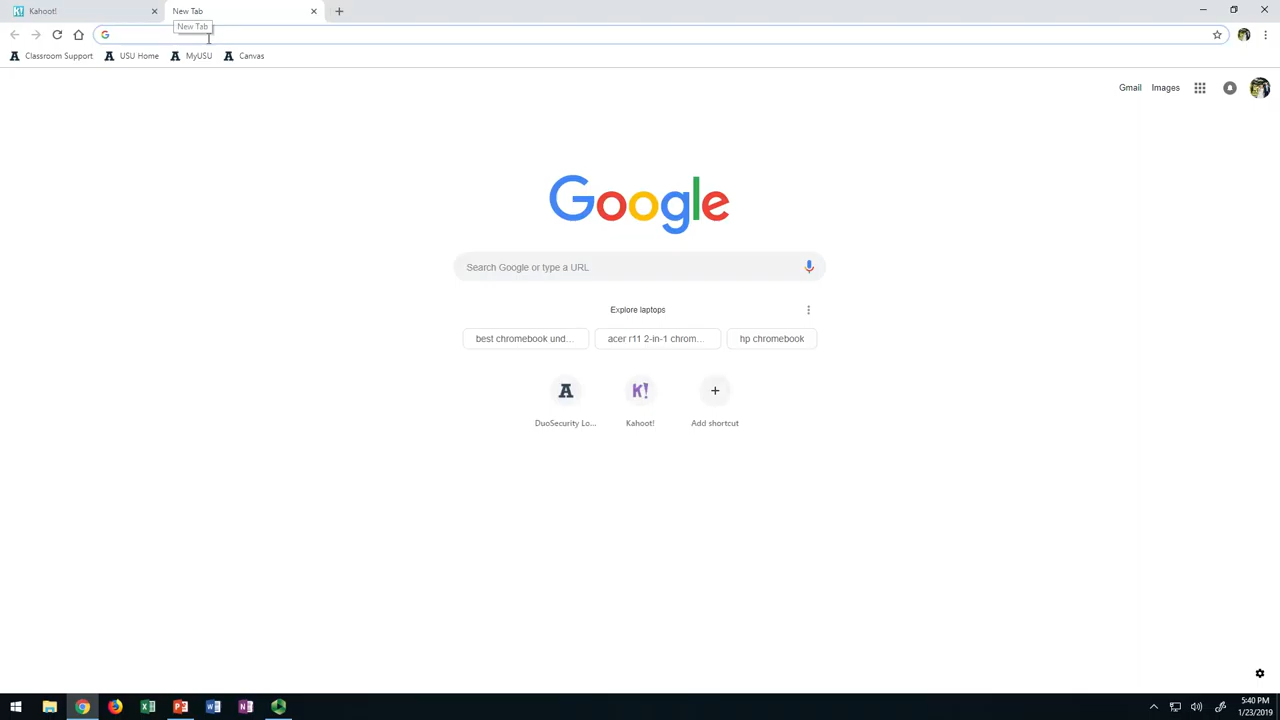 Kahoot!
New Tab
New Tab
Classroom Support
USU Home
MyUSU
Canvas
Gmail
Images
Google
Search Google or type a URL
Explore laptops
best chromebook und...
acer r11 2-in-1 chrom...
hp chromebook
K!
DuoSecurity Lo...
Kahoot!
Add shortcut
5:40 PM
1/23/2019